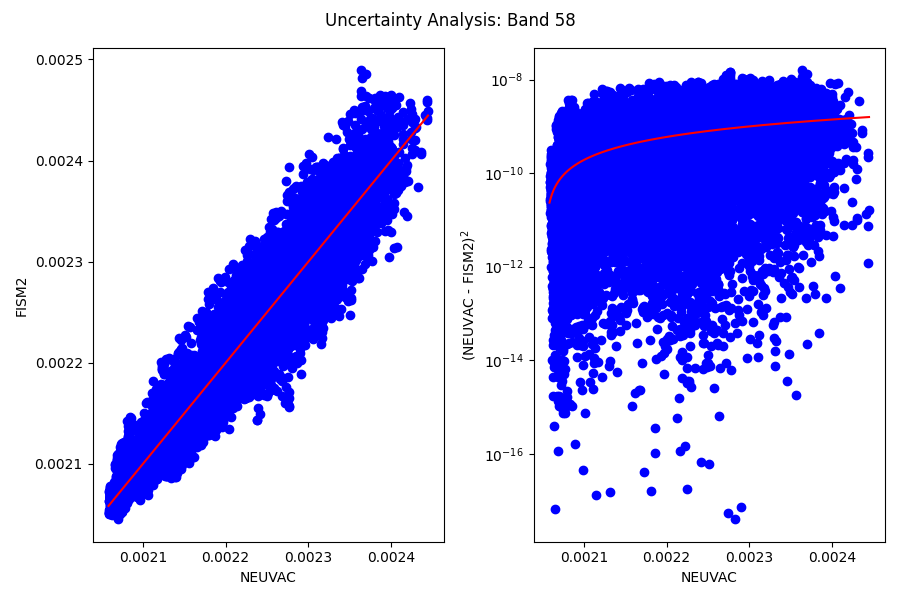 Uncertainty Analysis: Band 58
0.0025
0.0024
0.0023
0.0022
0.0021
FISM2
0.0021 0.0022 0.0023 0.0024
NEUVAC
10⁻⁸
10⁻¹⁰
10⁻¹²
10⁻¹⁴
10⁻¹⁶
(NEUVAC - FISM2)²
0.0021 0.0022 0.0023 0.0024
NEUVAC